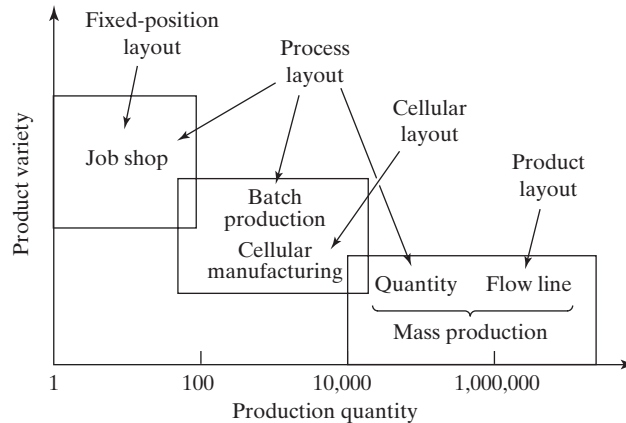 Fixed-position
layout
Process
layout
Cellular
layout
Product
layout
Product variety
Job shop
Batch
production
Cellular
manufacturing
Quantity
Flow line
Mass production
1
100
10,000
1,000,000
Production quantity